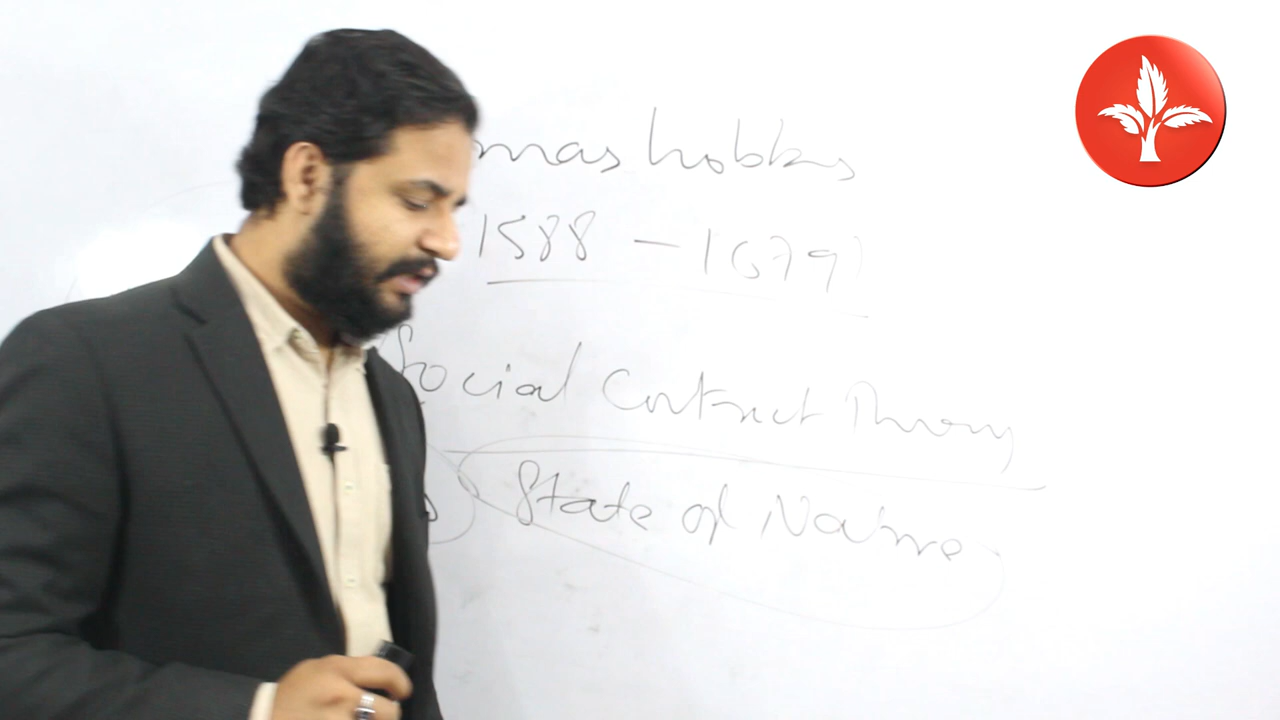 mas hobbs
1588 – 1679
Social Contract Theory
State of Nature